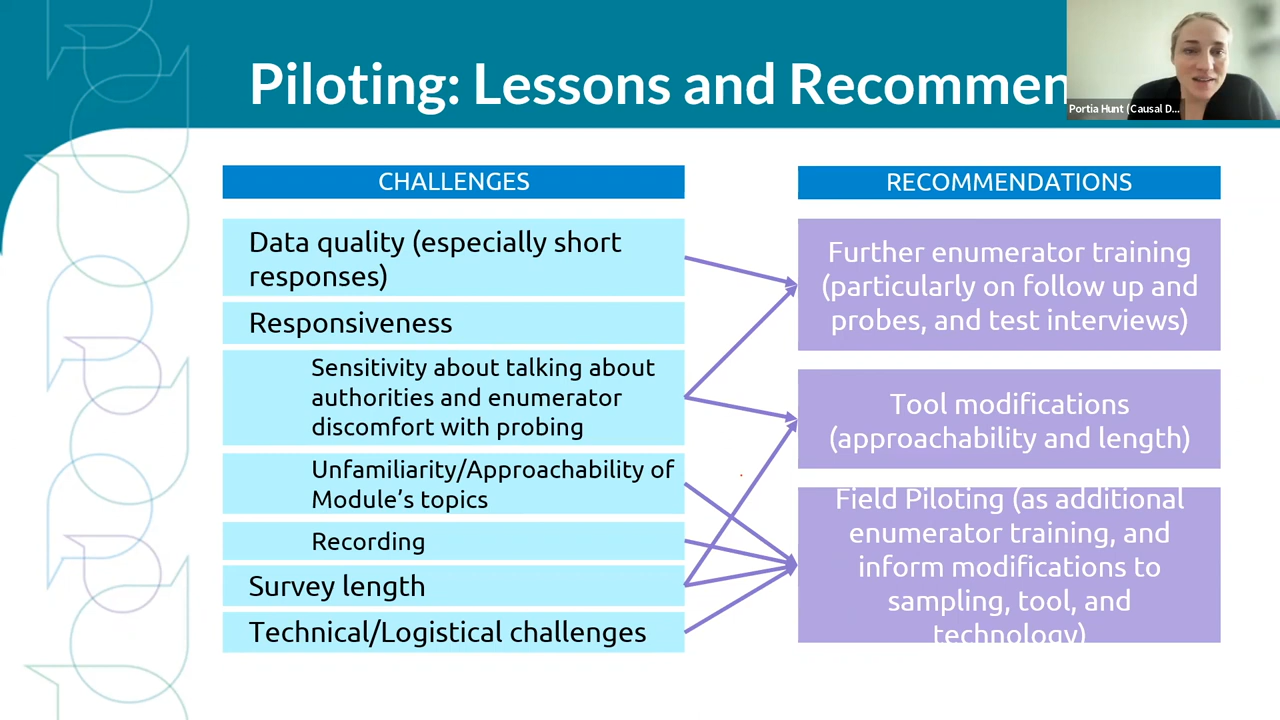 Piloting: Lessons and Recommen
Portia Hunt (Causal D...
CHALLENGES
Data quality (especially short
responses)
Responsiveness
Sensitivity about talking about
authorities and enumerator
discomfort with probing
Unfamiliarity/Approachability of
Module's topics
Recording
Survey length
Technical/Logistical challenges
RECOMMENDATIONS
Further enumerator training
(particularly on follow up and
probes, and test interviews)
Tool modifications
(approachability and length)
Field Piloting (as additional
enumerator training, and
inform modifications to
sampling, tool, and
technology)